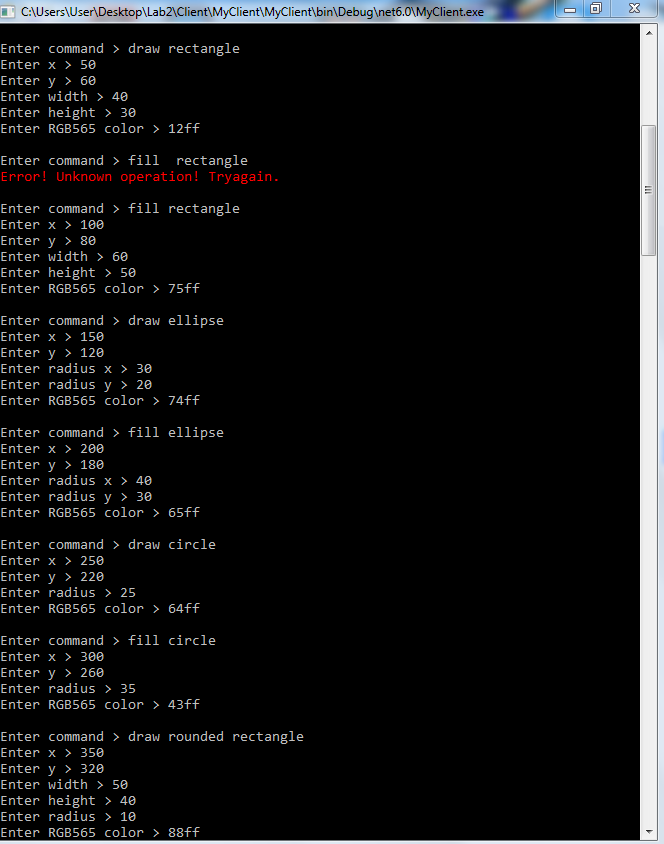 C:\Users\User\Desktop\Lab2\Client\MyClient\MyClient\bin\Debug\net6.0\MyClient.exe
Enter command > draw rectangle
Enter x > 50
Enter y > 60
Enter width > 40
Enter height > 30
Enter RGB565 color > 12ff
Enter command > fill  rectangle
Error! Unknown operation! Tryagain.
Enter command > fill rectangle
Enter x > 100
Enter y > 80
Enter width > 60
Enter height > 50
Enter RGB565 color > 75ff
Enter command > draw ellipse
Enter x > 150
Enter y > 120
Enter radius x > 30
Enter radius y > 20
Enter RGB565 color > 74ff
Enter command > fill ellipse
Enter x > 200
Enter y > 180
Enter radius x > 40
Enter radius y > 30
Enter RGB565 color > 65ff
Enter command > draw circle
Enter x > 250
Enter y > 220
Enter radius > 25
Enter RGB565 color > 64ff
Enter command > fill circle
Enter x > 300
Enter y > 260
Enter radius > 35
Enter RGB565 color > 43ff
Enter command > draw rounded rectangle
Enter x > 350
Enter y > 320
Enter width > 50
Enter height > 40
Enter radius > 10
Enter RGB565 color > 88ff